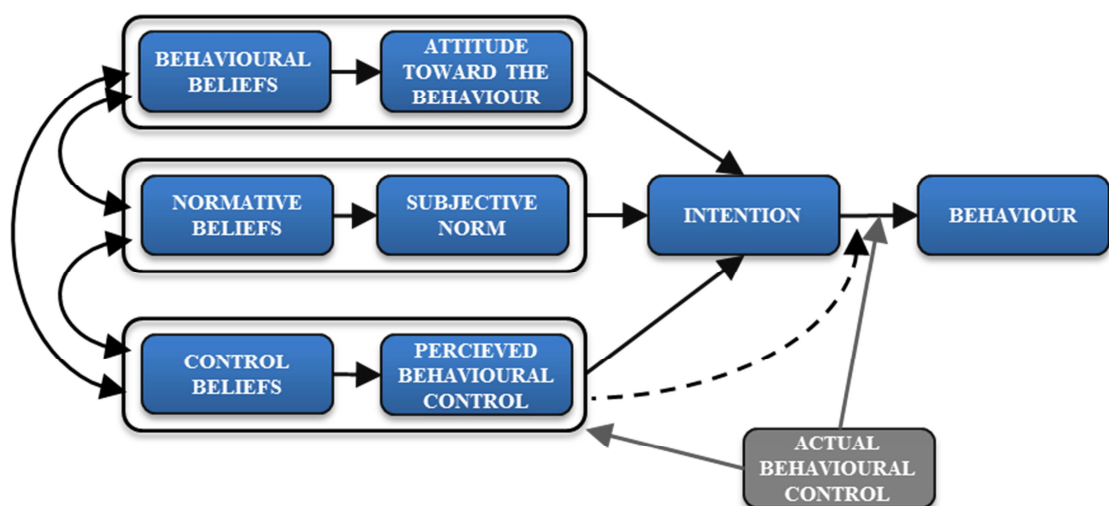 BEHAVIOURAL
BELIEFS
ATTITUDE
TOWARD THE
BEHAVIOUR
NORMATIVE
BELIEFS
SUBJECTIVE
NORM
INTENTION
BEHAVIOUR
CONTROL
BELIEFS
PERCIEVED
BEHAVIOURAL
CONTROL
ACTUAL
BEHAVIOURAL
CONTROL